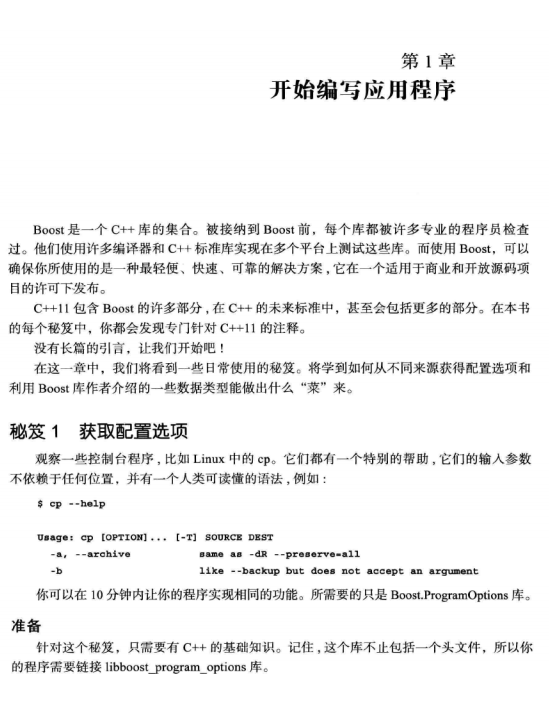 第 1 章
开始编写应用程序
Boost 是一个 C++ 库的集合。被接纳到 Boost 前，每个库都被许多专业的程序员检查
过。他们使用许多编译器和 C++ 标准库实现在多个平台上测试这些库。而使用 Boost，可以
确保你所使用的是一种最轻便、快速、可靠的解决方案，它在一个适用于商业和开放源码项
目的许可下发布。
C++11 包含 Boost 的许多部分，在 C++ 的未来标准中，甚至会包括更多的部分。在本书
的每个秘笈中，你都会发现专门针对 C++11 的注释。
没有长篇的引言，让我们开始吧！
在这一章中，我们将看到一些日常使用的秘笈。将学到如何从不同来源获得配置选项和
利用 Boost 库作者介绍的一些数据类型能做出什么“菜”来。
秘笈 1 获取配置选项
观察一些控制台程序，比如 Linux 中的 cp。它们都有一个特别的帮助，它们的输入参数
不依赖于任何位置，并有一个人类可读懂的语法，例如：
$ cp --help
Usage: cp [OPTION]... [-T] SOURCE DEST
-a, --archive same as -dR --preserve=all
-b like --backup but does not accept an argument
你可以在 10 分钟内让你的程序实现相同的功能。所需要的只是 Boost.ProgramOptions 库。
准备
针对这个秘笈，只需要有 C++ 的基础知识。记住，这个库不止包括一个头文件，所以你
的程序需要链接 libboost_program_options 库。